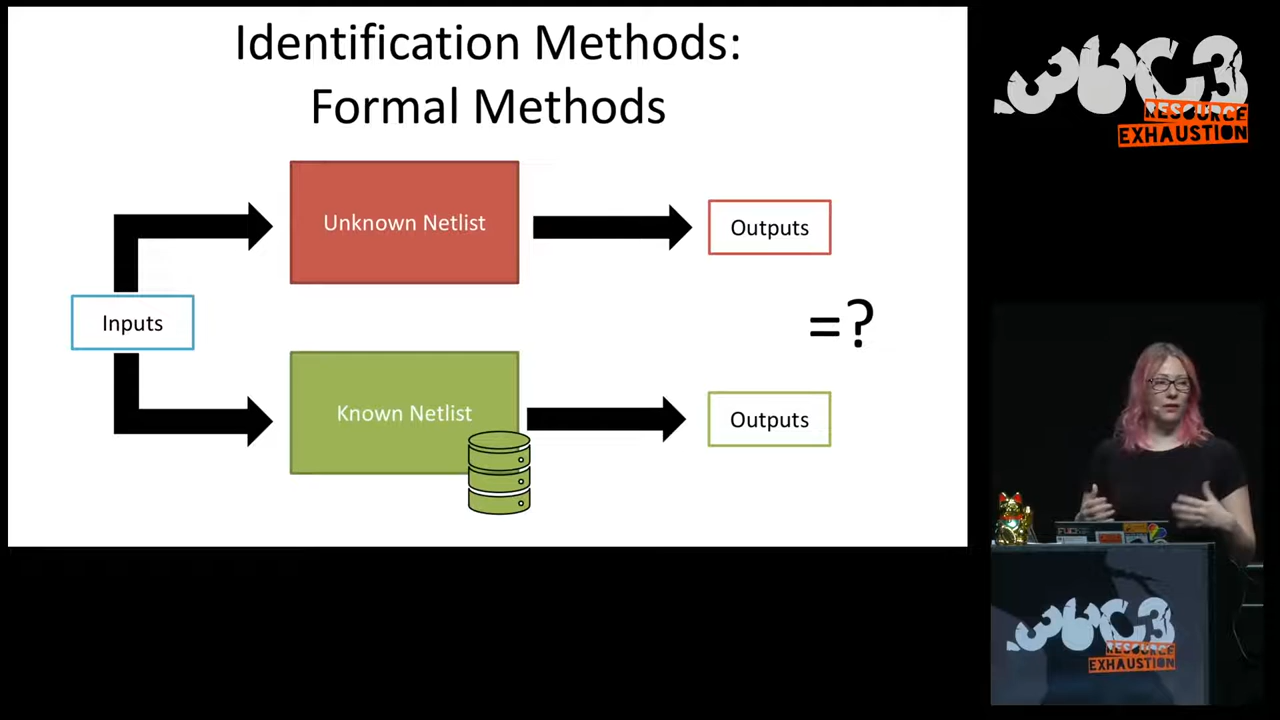 Identification Methods:
Formal Methods
Unknown Netlist
Outputs
Inputs
=?
Known Netlist
Outputs
36C3
RESOURCE
EXHAUSTION
36C3
RESOURCE
EXHAUSTION